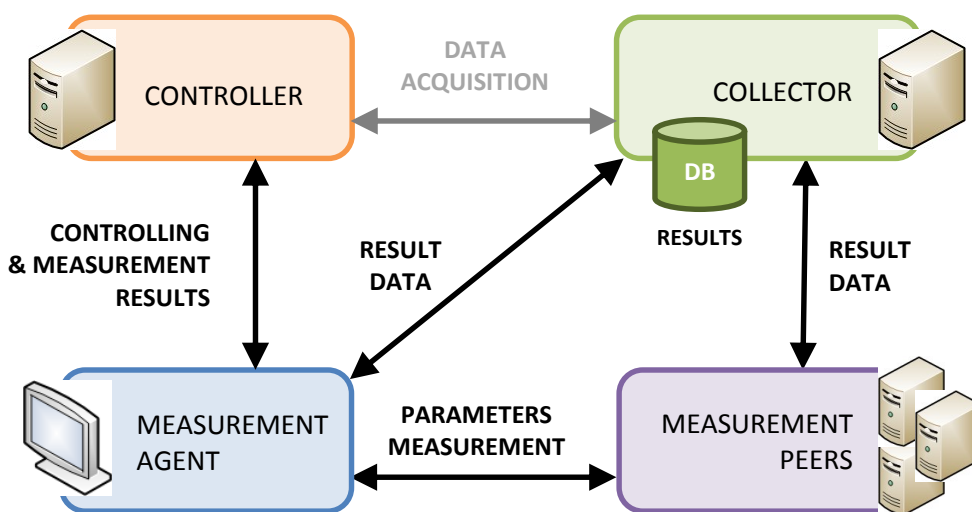 CONTROLLER
DATA
ACQUISITION
COLLECTOR
DB
RESULTS
CONTROLLING
& MEASUREMENT
RESULTS
RESULT
DATA
RESULT
DATA
MEASUREMENT
AGENT
PARAMETERS
MEASUREMENT
MEASUREMENT
PEERS